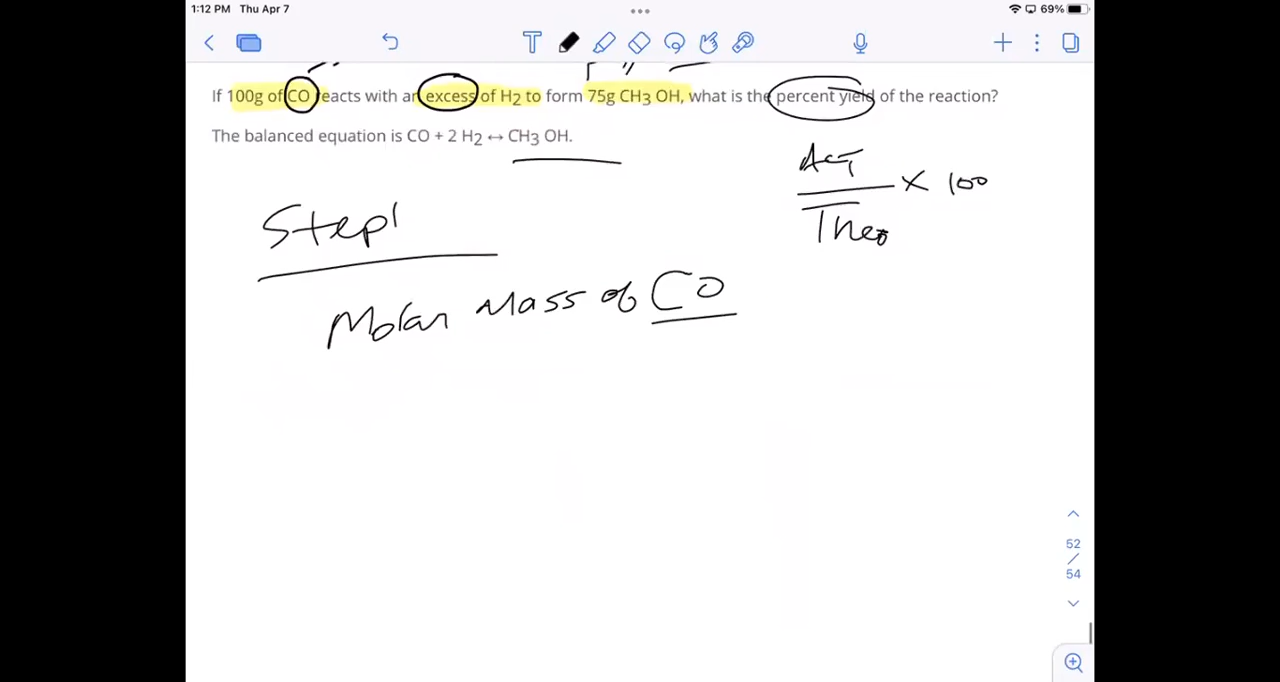 1:12 PM Thu Apr 7
69%
If 100g of CO reacts with an excess of H2 to form 75g CH3 OH, what is the percent yield of the reaction?
The balanced equation is CO + 2 H2 ↔ CH3 OH.
Act
Theo
× 100
Step 1
Molar Mass of CO
52
54